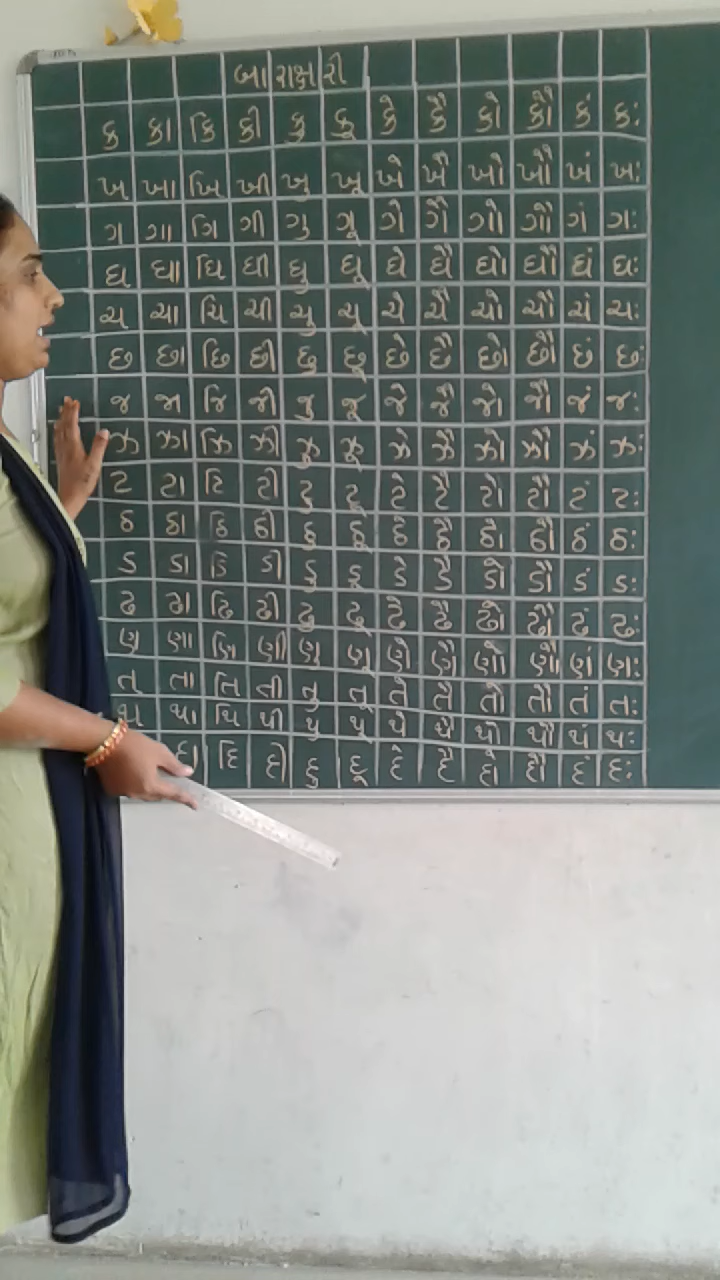 બારાક્ષરી
ક કા કિ કી કુ કૂ કે કૈ કો કૌ કં કઃ
ખ ખા ખિ ખી ખુ ખૂ ખે ખૈ ખો ખૌ ખં ખઃ
ગ ગા ગિ ગી ગુ ગૂ ગે ગૈ ગો ગૌ ગં ગઃ
ઘ ઘા ઘિ ઘી ઘુ ઘૂ ઘે ઘૈ ઘો ઘૌ ઘં ઘઃ
ચ ચા ચિ ચી ચુ ચૂ ચે ચૈ ચો ચૌ ચં ચઃ
છ છા છિ છી છુ છૂ છે છૈ છો છૌ છં છઃ
જ જા જિ જી જુ જૂ જે જૈ જો જૌ જં જઃ
ઝ ઝા ઝિ ઝી ઝુ ઝૂ ઝે ઝૈ ઝો ઝૌ ઝં ઝઃ
ટ ટા ટિ ટી ટુ ટૂ ટે ટૈ ટો ટૌ ટં ટઃ
ઠ ઠા ઠિ ઠી ઠુ ઠૂ ઠે ઠૈ ઠો ઠૌ ઠં ઠઃ
ડ ડા ડિ ડી ડુ ડૂ ડે ડૈ ડો ડૌ ડં ડઃ
ઢ ઢા ઢિ ઢી ઢુ ઢૂ ઢે ઢૈ ઢો ઢૌ ઢં ઢઃ
ણ ણા ણિ ણી ણુ ણૂ ણે ણૈ ણો ણૌ ણં ણઃ
ત તા તિ તી તુ તૂ તે તૈ તો તૌ તં તઃ
થ થા થિ થી થુ થૂ થે થૈ થો થૌ થં થઃ
દા દિ દી દુ દૂ દે દૈ દો દૌ દં દઃ